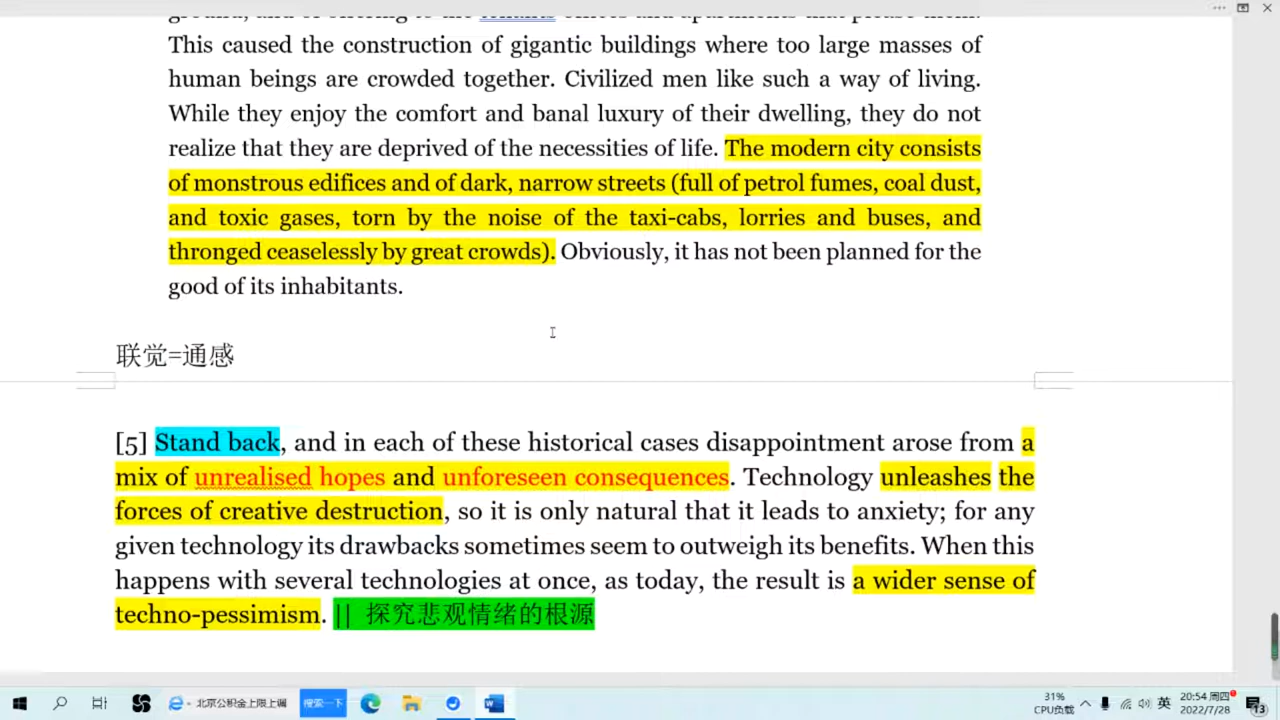 This caused the construction of gigantic buildings where too large masses of
human beings are crowded together. Civilized men like such a way of living.
While they enjoy the comfort and banal luxury of their dwelling, they do not
realize that they are deprived of the necessities of life. The modern city consists
of monstrous edifices and of dark, narrow streets (full of petrol fumes, coal dust,
and toxic gases, torn by the noise of the taxi-cabs, lorries and buses, and
thronged ceaselessly by great crowds). Obviously, it has not been planned for the
good of its inhabitants.
联觉=通感
[5] Stand back, and in each of these historical cases disappointment arose from a
mix of unrealised hopes and unforeseen consequences. Technology unleashes the
forces of creative destruction, so it is only natural that it leads to anxiety; for any
given technology its drawbacks sometimes seem to outweigh its benefits. When this
happens with several technologies at once, as today, the result is a wider sense of
techno-pessimism. || 探究悲观情绪的根源
北京公积金上限上调 搜索一下
31% 20:54 周四
CPU负载 英 2022/7/28 13